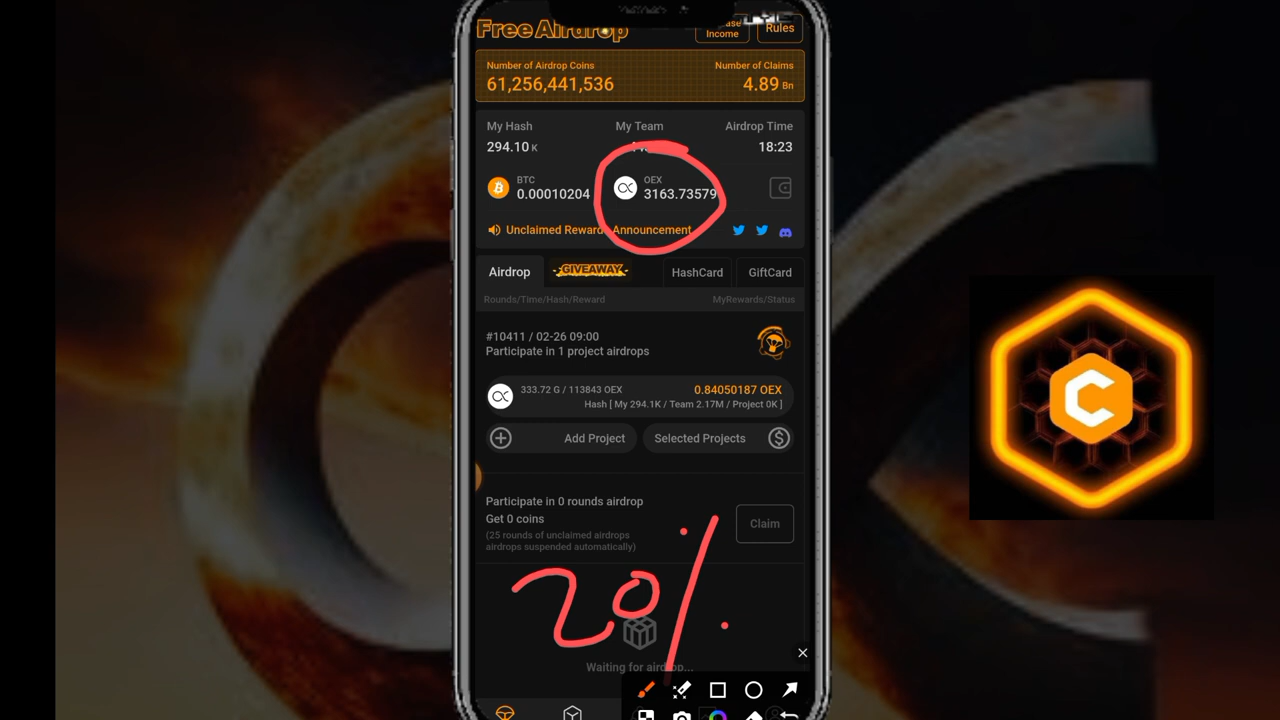 Free Airdrop
Income
Rules
Number of Airdrop Coins
Number of Claims
61,256,441,536
4.89 Bn
My Hash
My Team
Airdrop Time
294.10 K
18:23
BTC
0.00010204
OEX
3163.73579
Unclaimed Reward Announcement
Airdrop
GIVEAWAY
HashCard
GiftCard
Rounds/Time/Hash/Reward
MyRewards/Status
#10411 / 02-26 09:00
Participate in 1 project airdrops
333.72 G / 113843 OEX
0.84050187 OEX
Hash [ My 294.1K / Team 2.17M / Project 0K ]
Add Project
Selected Projects
Participate in 0 rounds airdrop
Get 0 coins
(25 rounds of unclaimed airdrops
airdrops suspended automatically)
Claim
20%
Waiting for airdrop...
C